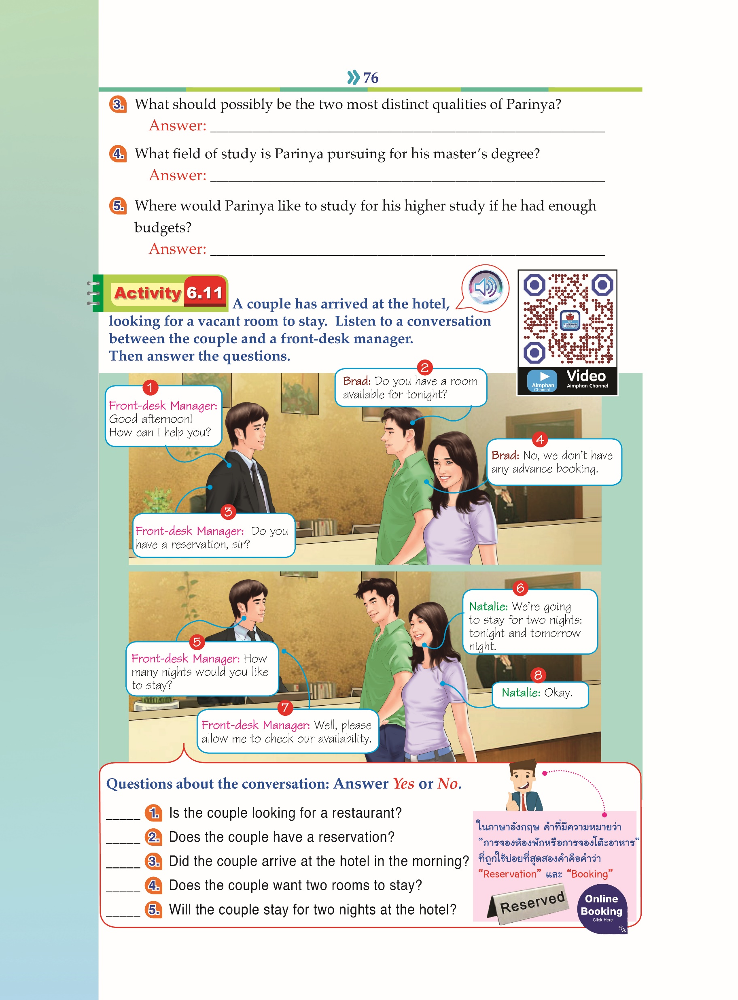 76
3. What should possibly be the two most distinct qualities of Parinya?
Answer: ____________________
4. What field of study is Parinya pursuing for his master's degree?
Answer: ____________________
5. Where would Parinya like to study for his higher study if he had enough
budgets?
Answer: ____________________
Activity 6.11
A couple has arrived at the hotel,
looking for a vacant room to stay. Listen to a conversation
between the couple and a front-desk manager.
Then answer the questions.
AIMPHAN
Aimphan
Channel
Video
Aimphan Channel
1
Front-desk Manager:
Good afternoon!
How can I help you?
2
Brad: Do you have a room
available for tonight?
3
Front-desk Manager: Do you
have a reservation, sir?
4
Brad: No, we don't have
any advance booking.
5
Front-desk Manager: How
many nights would you like
to stay?
6
Natalie: We're going
to stay for two nights:
tonight and tomorrow
night.
7
Front-desk Manager: Well, please
allow me to check our availability.
8
Natalie: Okay.
Questions about the conversation: Answer Yes or No.
_____ 1. Is the couple looking for a restaurant?
_____ 2. Does the couple have a reservation?
_____ 3. Did the couple arrive at the hotel in the morning?
_____ 4. Does the couple want two rooms to stay?
_____ 5. Will the couple stay for two nights at the hotel?
ในภาษาอังกฤษ คำที่มีความหมายว่า
“การจองห้องพักหรือการจองโต๊ะอาหาร”
ที่ถูกใช้บ่อยที่สุดสองคำคือคำว่า
“Reservation” และ “Booking”
Reserved
Online
Booking
Click Here